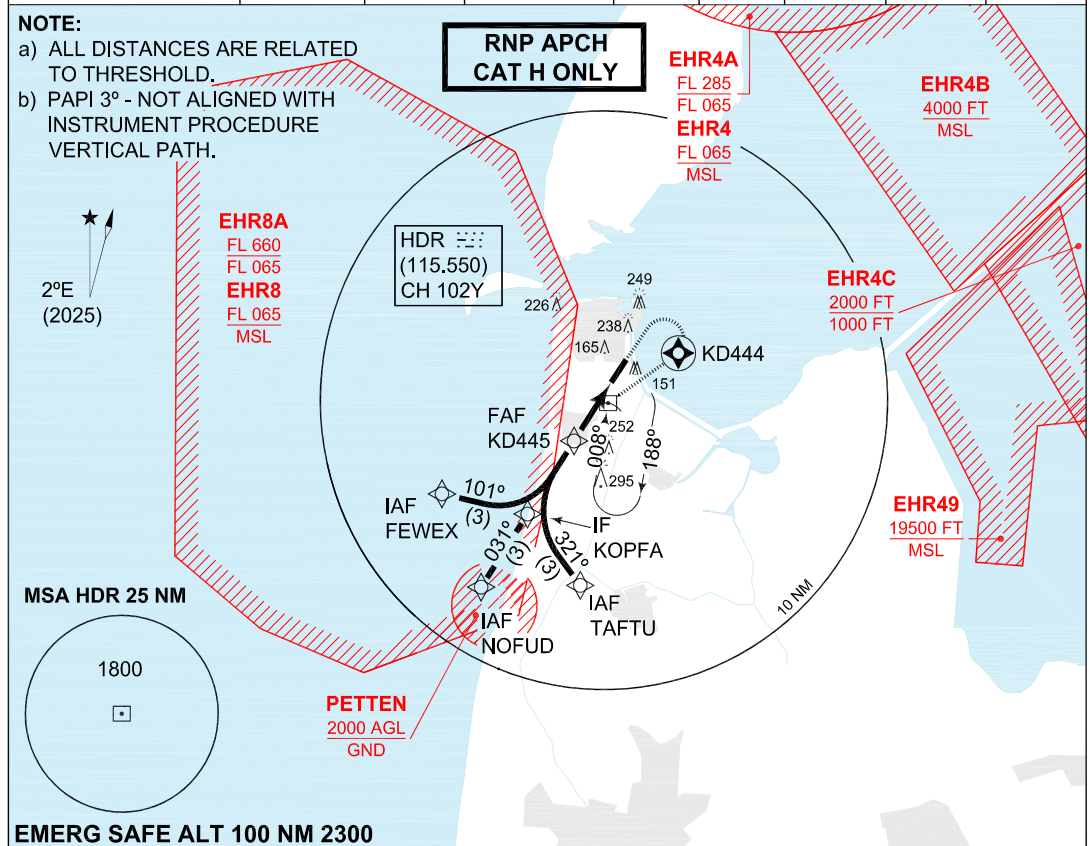 NOTE:
a) ALL DISTANCES ARE RELATED
TO THRESHOLD.
b) PAPI 3º - NOT ALIGNED WITH
INSTRUMENT PROCEDURE
VERTICAL PATH.
RNP APCH
CAT H ONLY
EHR4A
FL 285
FL 065
EHR4
FL 065
MSL
EHR4B
4000 FT
MSL
2ºE
(2025)
EHR8A
FL 660
FL 065
EHR8
FL 065
MSL
HDR
(115.550)
CH 102Y
EHR4C
2000 FT
1000 FT
226
249
238
165
KD444
151
FAF
KD445
252
008º
188º
295
101º
(3)
IAF
FEWEX
031º
(3)
IF
KOPFA
321º
(3)
IAF
TAFTU
IAF
NOFUD
10 NM
EHR49
19500 FT
MSL
MSA HDR 25 NM
1800
PETTEN
2000 AGL
GND
EMERG SAFE ALT 100 NM 2300